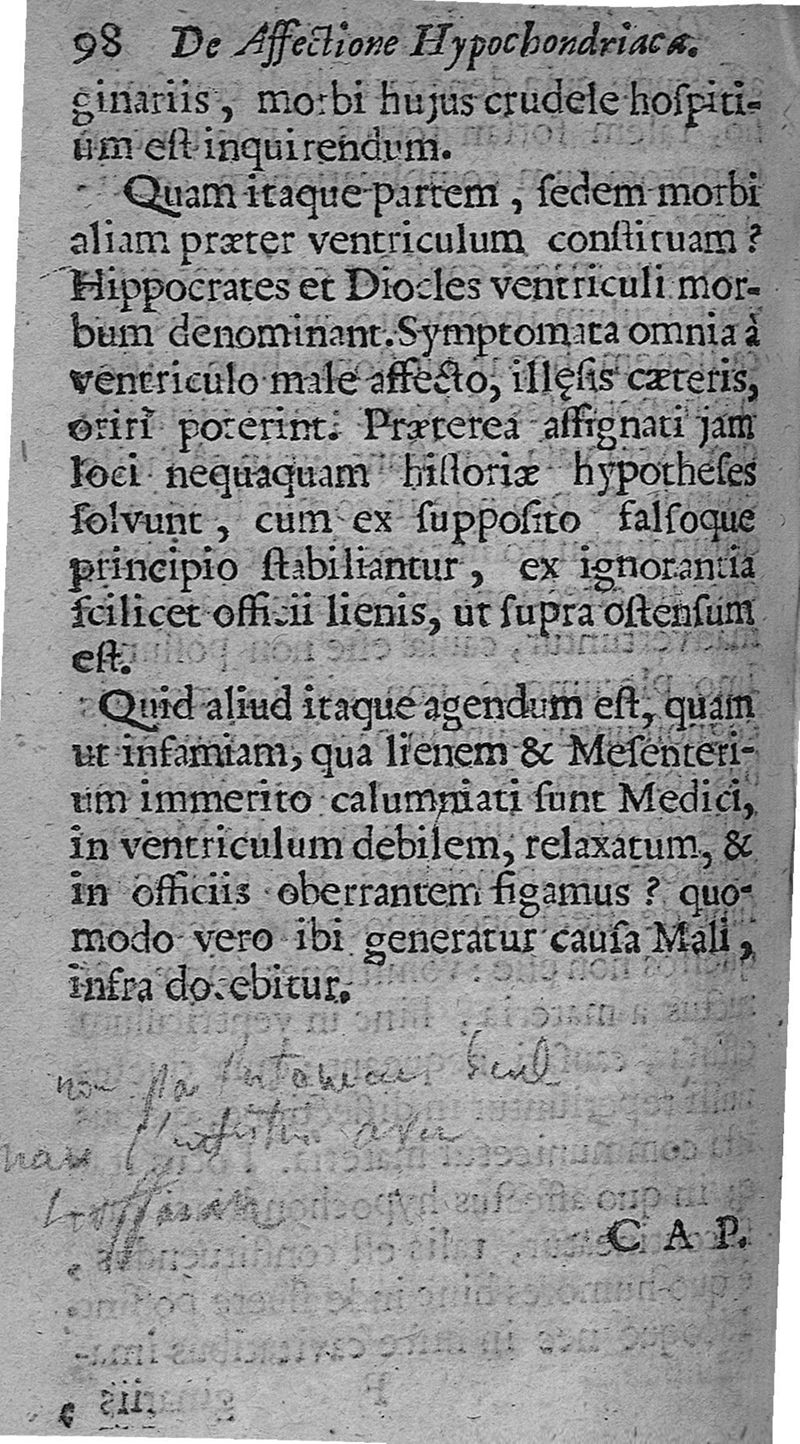 98 De Affectione Hypochondriaca.
ginariis, morbi hujus crudele hoſpiti-
um eſt inquirendum.
Quam itaque partem, ſedem morbi
aliam præter ventriculum conſtituam?
Hippocrates et Diocles ventriculi mor-
bum denominant. Symptomata omnia à
ventriculo male affecto, illęſis cæteris,
oriri poterint. Præterea aſſignati jam
loci nequaquam hiſtoriæ hypotheſes
ſolvunt, cum ex ſuppoſito falſoque
principio ſtabiliantur, ex ignorantia
ſcilicet officii lienis, ut ſupra oſtenſum
eſt.
Quid aliud itaque agendum eſt, quam
ut infamiam, qua lienem & Meſenteri-
um immerito calumniati ſunt Medici,
in ventriculum debilem, relaxatum, &
in officiis oberrantem figamus? quo-
modo vero ibi generatur cauſa Mali,
infra docebitur.
non
CAP.